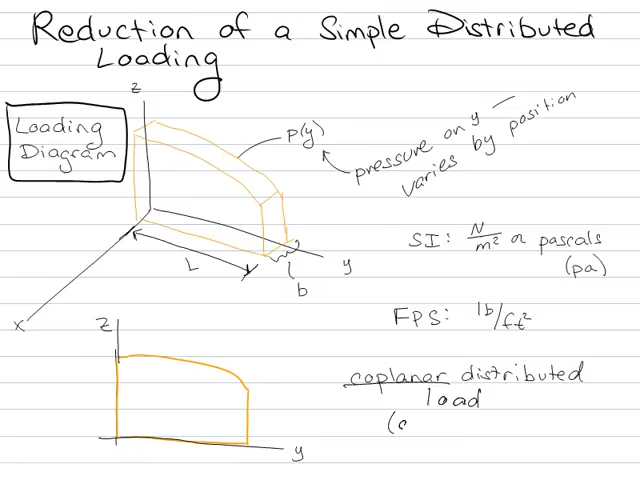 Reduction of a Simple Distributed
Loading
Loading
Diagram
z
p(y)
pressure on y
varies by position
L
b
y
x
SI: N/m² or pascals
(pa)
FPS: lb/ft²
z
y
coplanar distributed
load
(